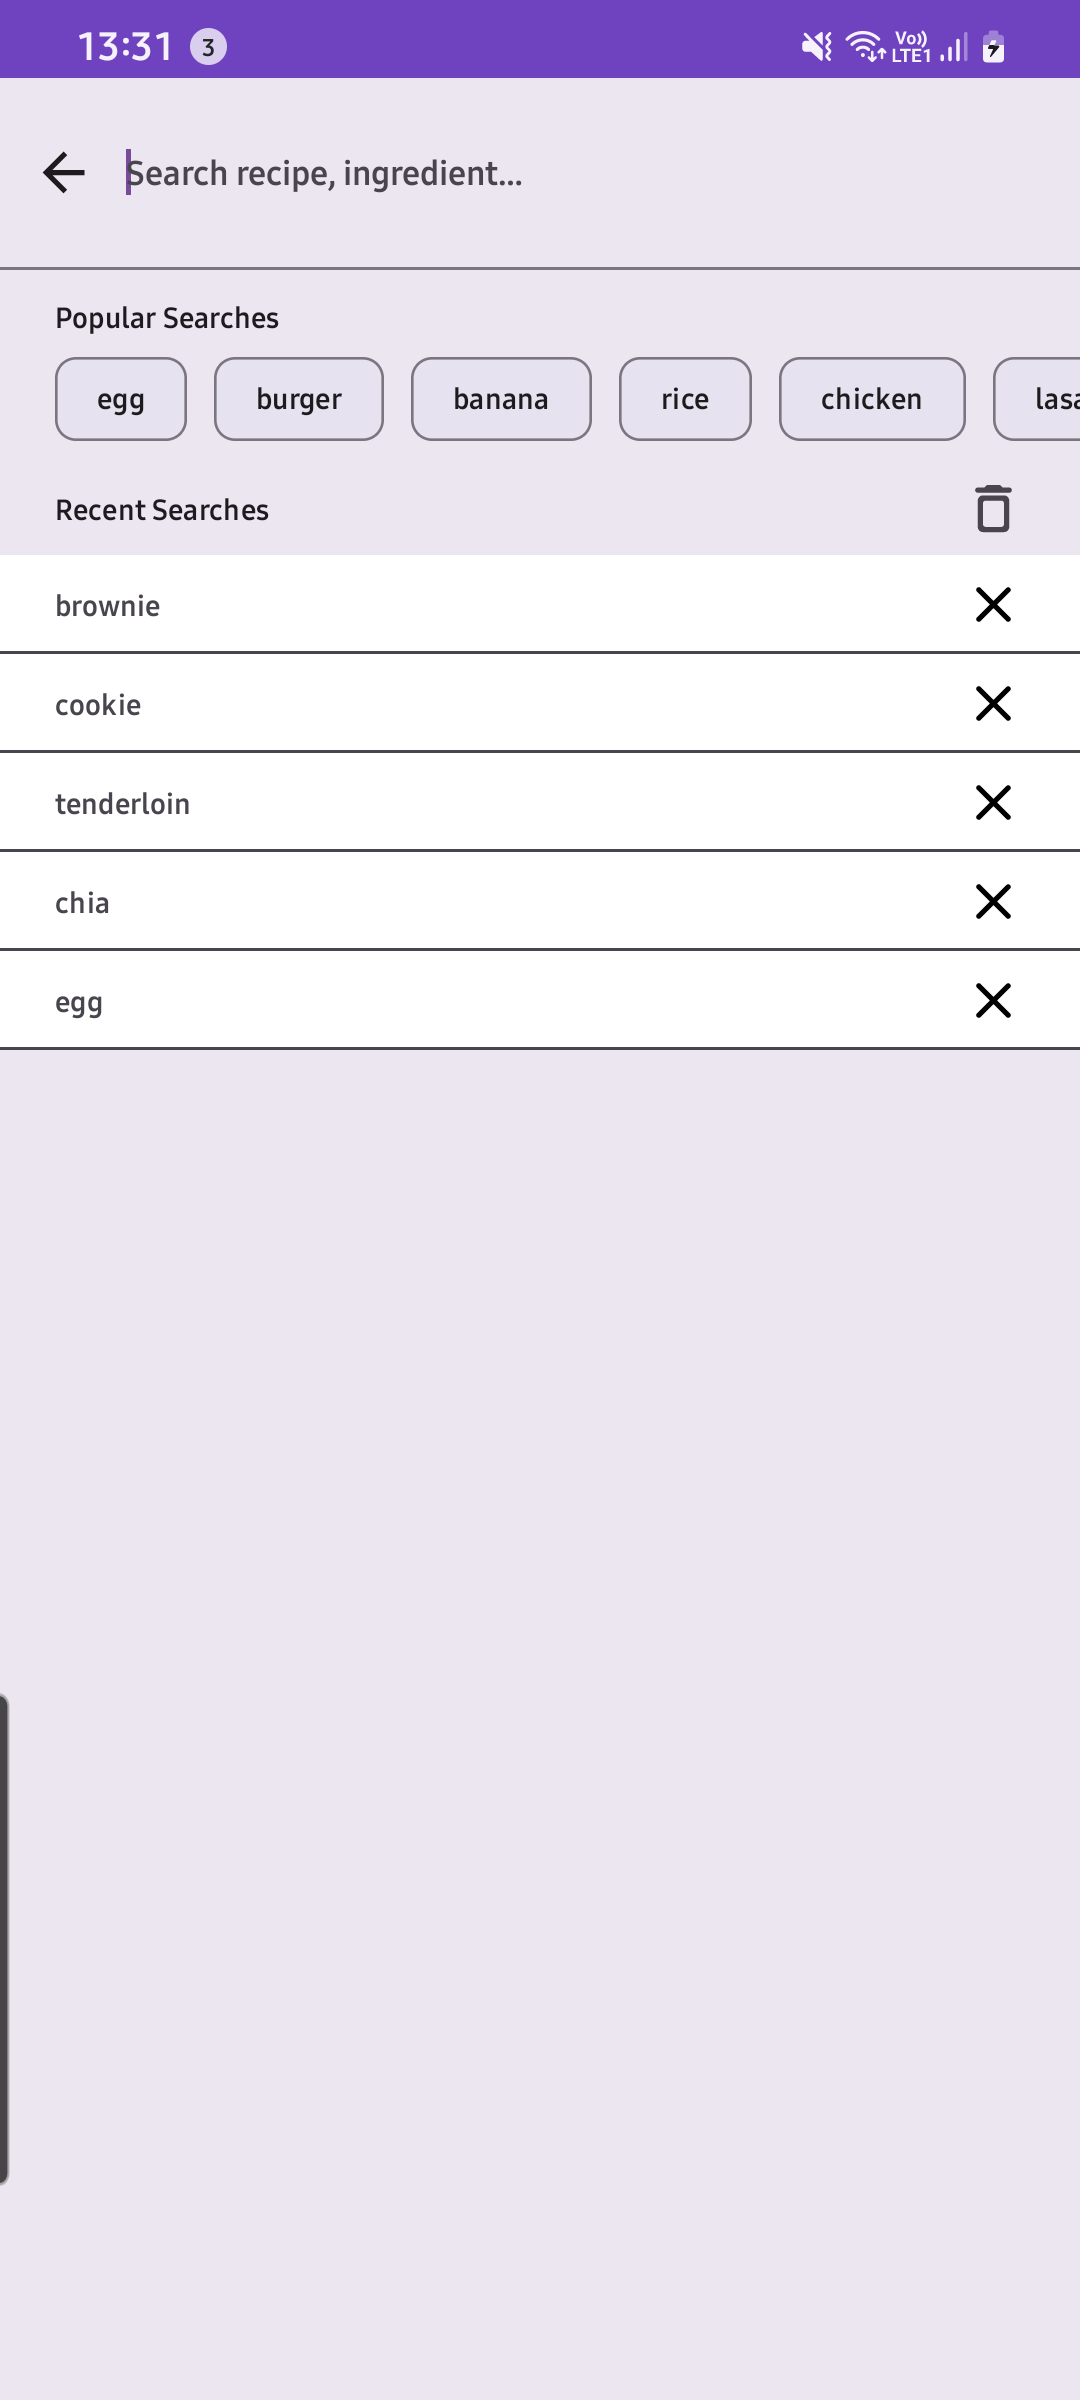 13:31 3 Vo)) LTE1
Search recipe, ingredient...
Popular Searches
egg burger banana rice chicken lasa
Recent Searches
brownie
cookie
tenderloin
chia
egg